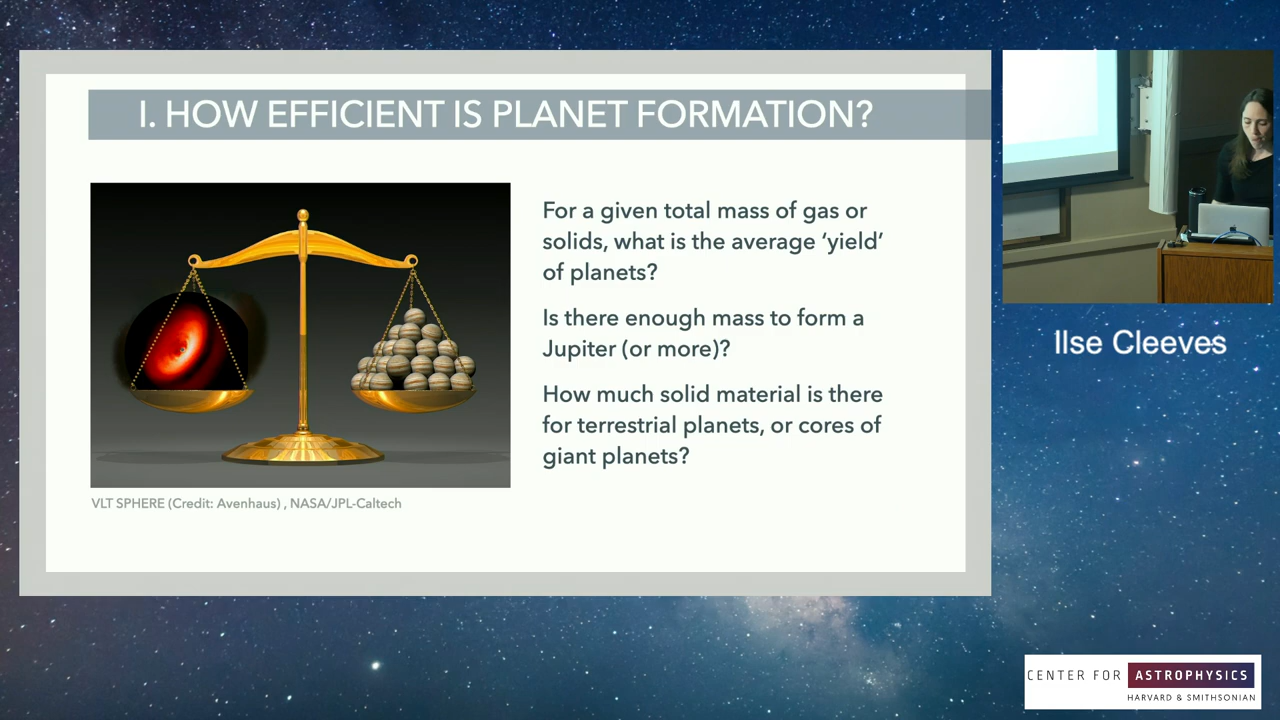 I. HOW EFFICIENT IS PLANET FORMATION?
For a given total mass of gas or
solids, what is the average ‘yield’
of planets?
Is there enough mass to form a
Jupiter (or more)?
How much solid material is there
for terrestrial planets, or cores of
giant planets?
VLT SPHERE (Credit: Avenhaus) , NASA/JPL-Caltech
Ilse Cleeves
CENTER FOR ASTROPHYSICS
HARVARD & SMITHSONIAN